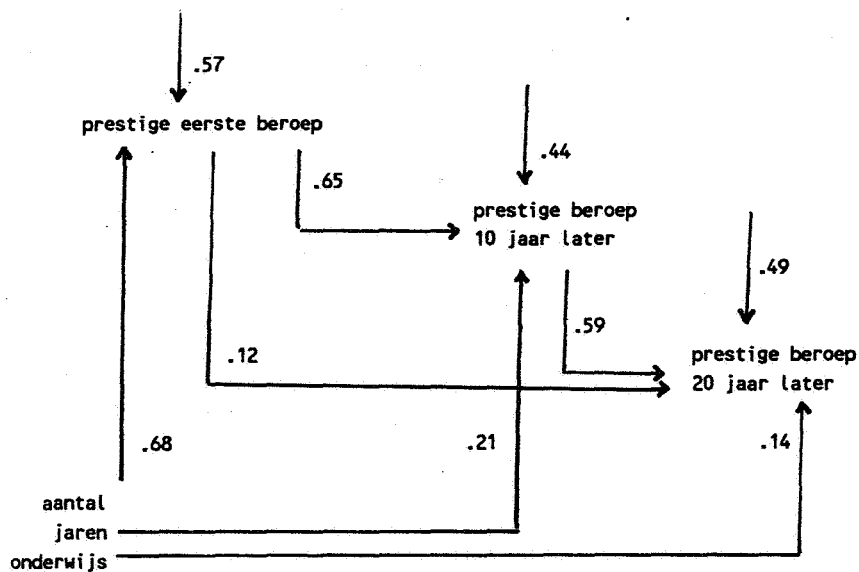 .57
prestige eerste beroep
.44
.65
prestige beroep
10 jaar later
.49
.59
prestige beroep
20 jaar later
.12
.68
.21
.14
aantal
jaren
onderwijs